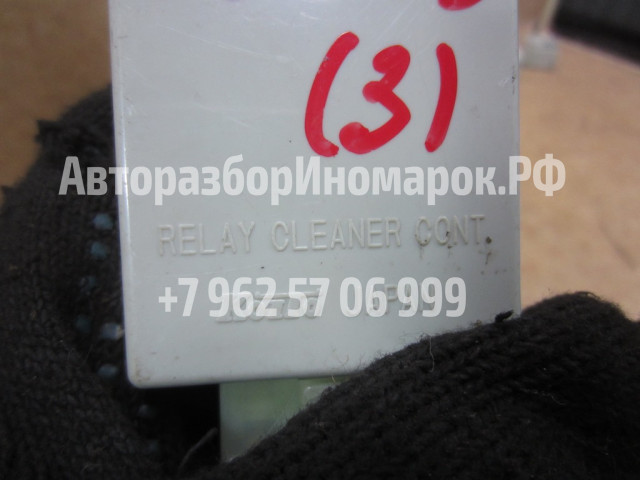 (3)
АвторазборИномарок.РФ
RELAY CLEANER CONT.
+7 962 57 06 999